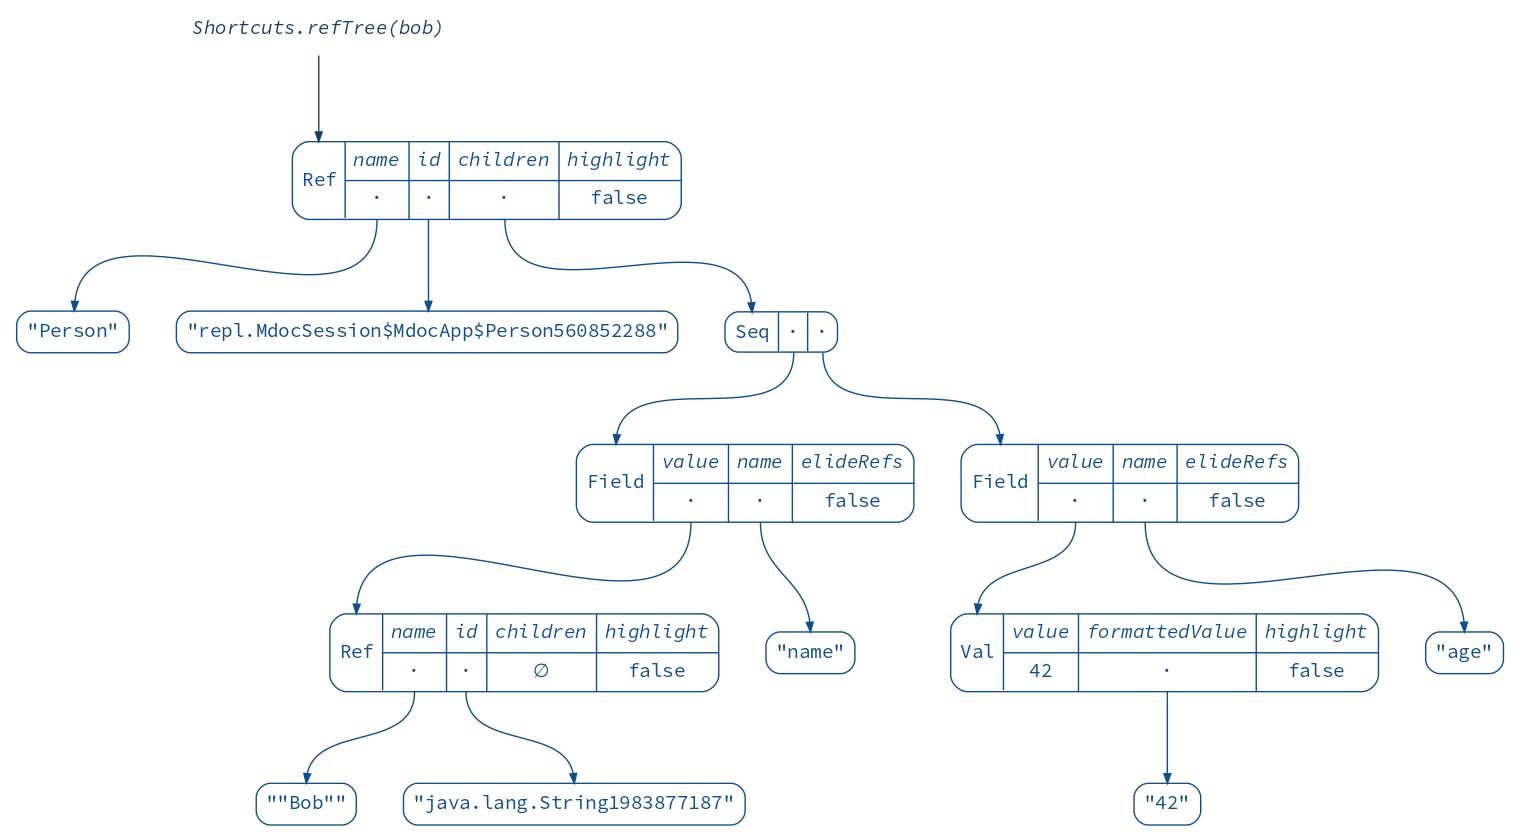 Shortcuts.refTree(bob)
Ref name id children highlight
· · · false
"Person"
"repl.MdocSession$MdocApp$Person560852288"
Seq · ·
Field value name elideRefs
· · false
Field value name elideRefs
· · false
Ref name id children highlight
· · ∅ false
"name"
Val value formattedValue highlight
42 · false
"age"
""Bob""
"java.lang.String1983877187"
"42"